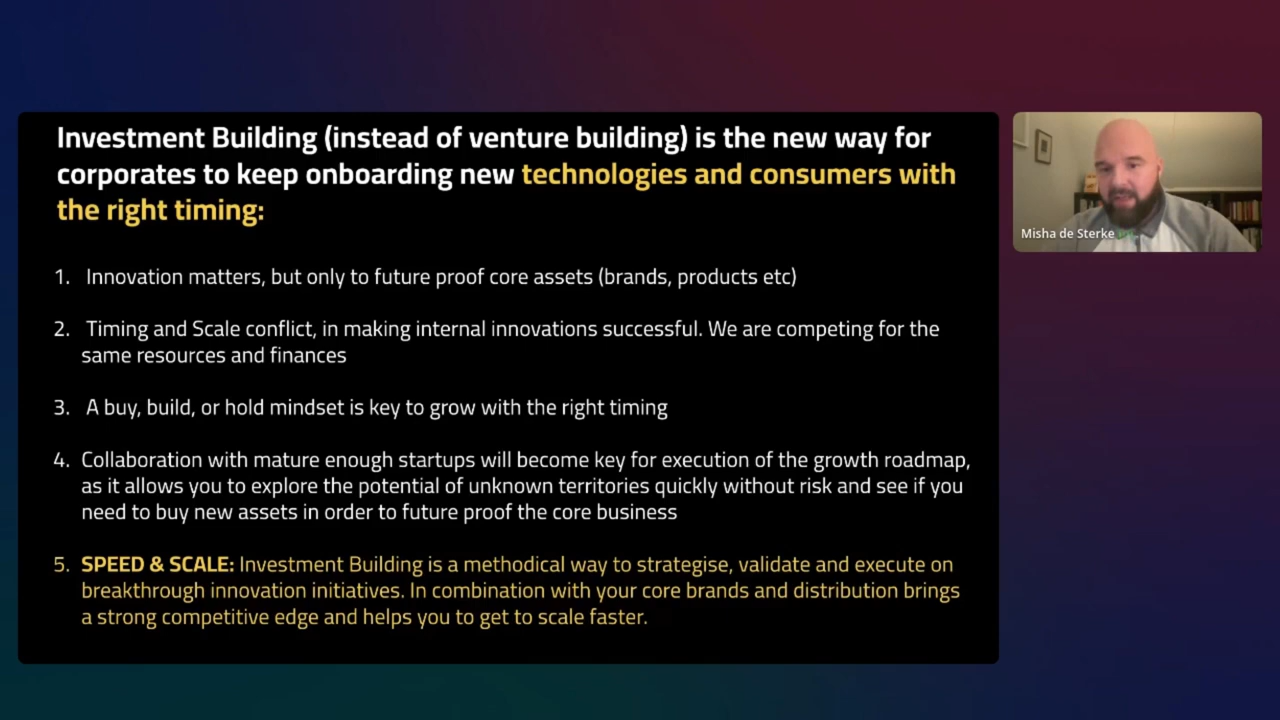 Investment Building (instead of venture building) is the new way for
corporates to keep onboarding new technologies and consumers with
the right timing:
1. Innovation matters, but only to future proof core assets (brands, products etc)
2. Timing and Scale conflict, in making internal innovations successful. We are competing for the
same resources and finances
3. A buy, build, or hold mindset is key to grow with the right timing
4. Collaboration with mature enough startups will become key for execution of the growth roadmap,
as it allows you to explore the potential of unknown territories quickly without risk and see if you
need to buy new assets in order to future proof the core business
5. SPEED & SCALE: Investment Building is a methodical way to strategise, validate and execute on
breakthrough innovation initiatives. In combination with your core brands and distribution brings
a strong competitive edge and helps you to get to scale faster.
Misha de Sterke